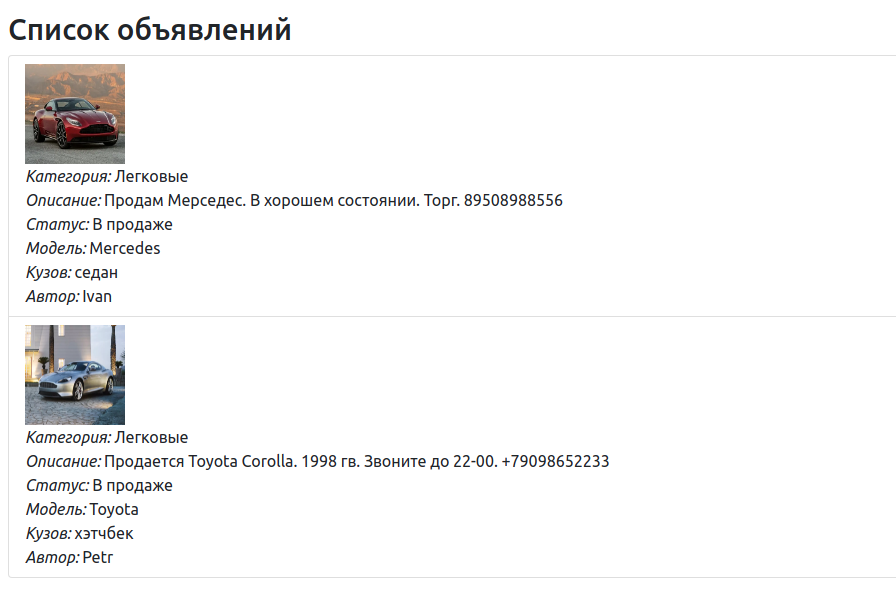 Список объявлений
Категория: Легковые
Описание: Продам Мерседес. В хорошем состоянии. Торг. 89508988556
Статус: В продаже
Модель: Mercedes
Кузов: седан
Автор: Ivan
Категория: Легковые
Описание: Продается Toyota Corolla. 1998 гв. Звоните до 22-00. +79098652233
Статус: В продаже
Модель: Toyota
Кузов: хэтчбек
Автор: Petr